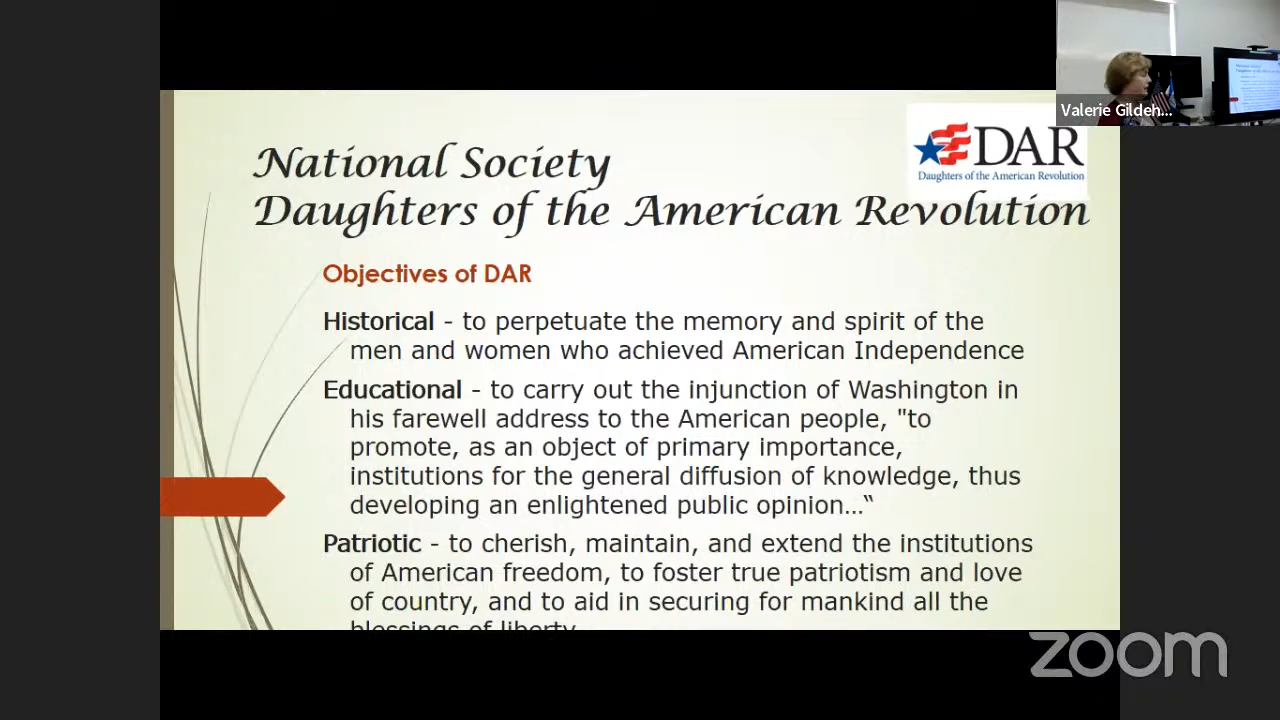 Valerie Gildeh...
DAR
Daughters of the American Revolution
National Society
Daughters of the American Revolution
Objectives of DAR
Historical - to perpetuate the memory and spirit of the
men and women who achieved American Independence
Educational - to carry out the injunction of Washington in
his farewell address to the American people, "to
promote, as an object of primary importance,
institutions for the general diffusion of knowledge, thus
developing an enlightened public opinion…“
Patriotic - to cherish, maintain, and extend the institutions
of American freedom, to foster true patriotism and love
of country, and to aid in securing for mankind all the
blessings of liberty
zoom